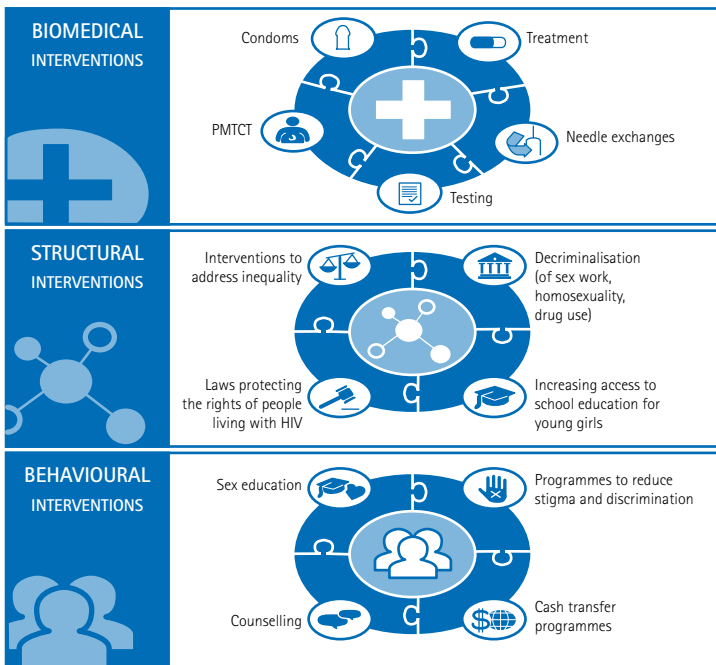 BIOMEDICAL
INTERVENTIONS
Condoms
Treatment
PMTCT
Needle exchanges
Testing
STRUCTURAL
INTERVENTIONS
Interventions to
address inequality
Decriminalisation
(of sex work,
homosexuality,
drug use)
Laws protecting
the rights of people
living with HIV
Increasing access to
school education for
young girls
BEHAVIOURAL
INTERVENTIONS
Sex education
Programmes to reduce
stigma and discrimination
Counselling
Cash transfer
programmes